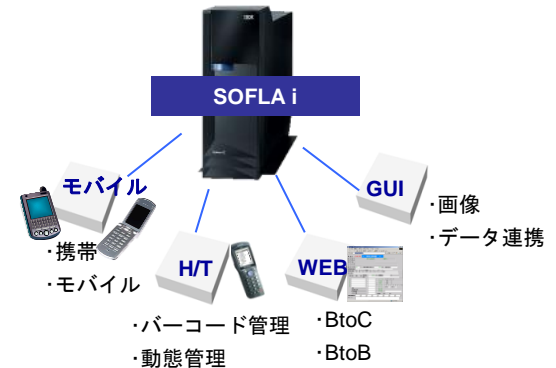 IBM
SOFLA i
モバイル
・携帯
・モバイル
H/T
・バーコード管理
・動態管理
WEB
・BtoC
・BtoB
GUI
・画像
・データ連携